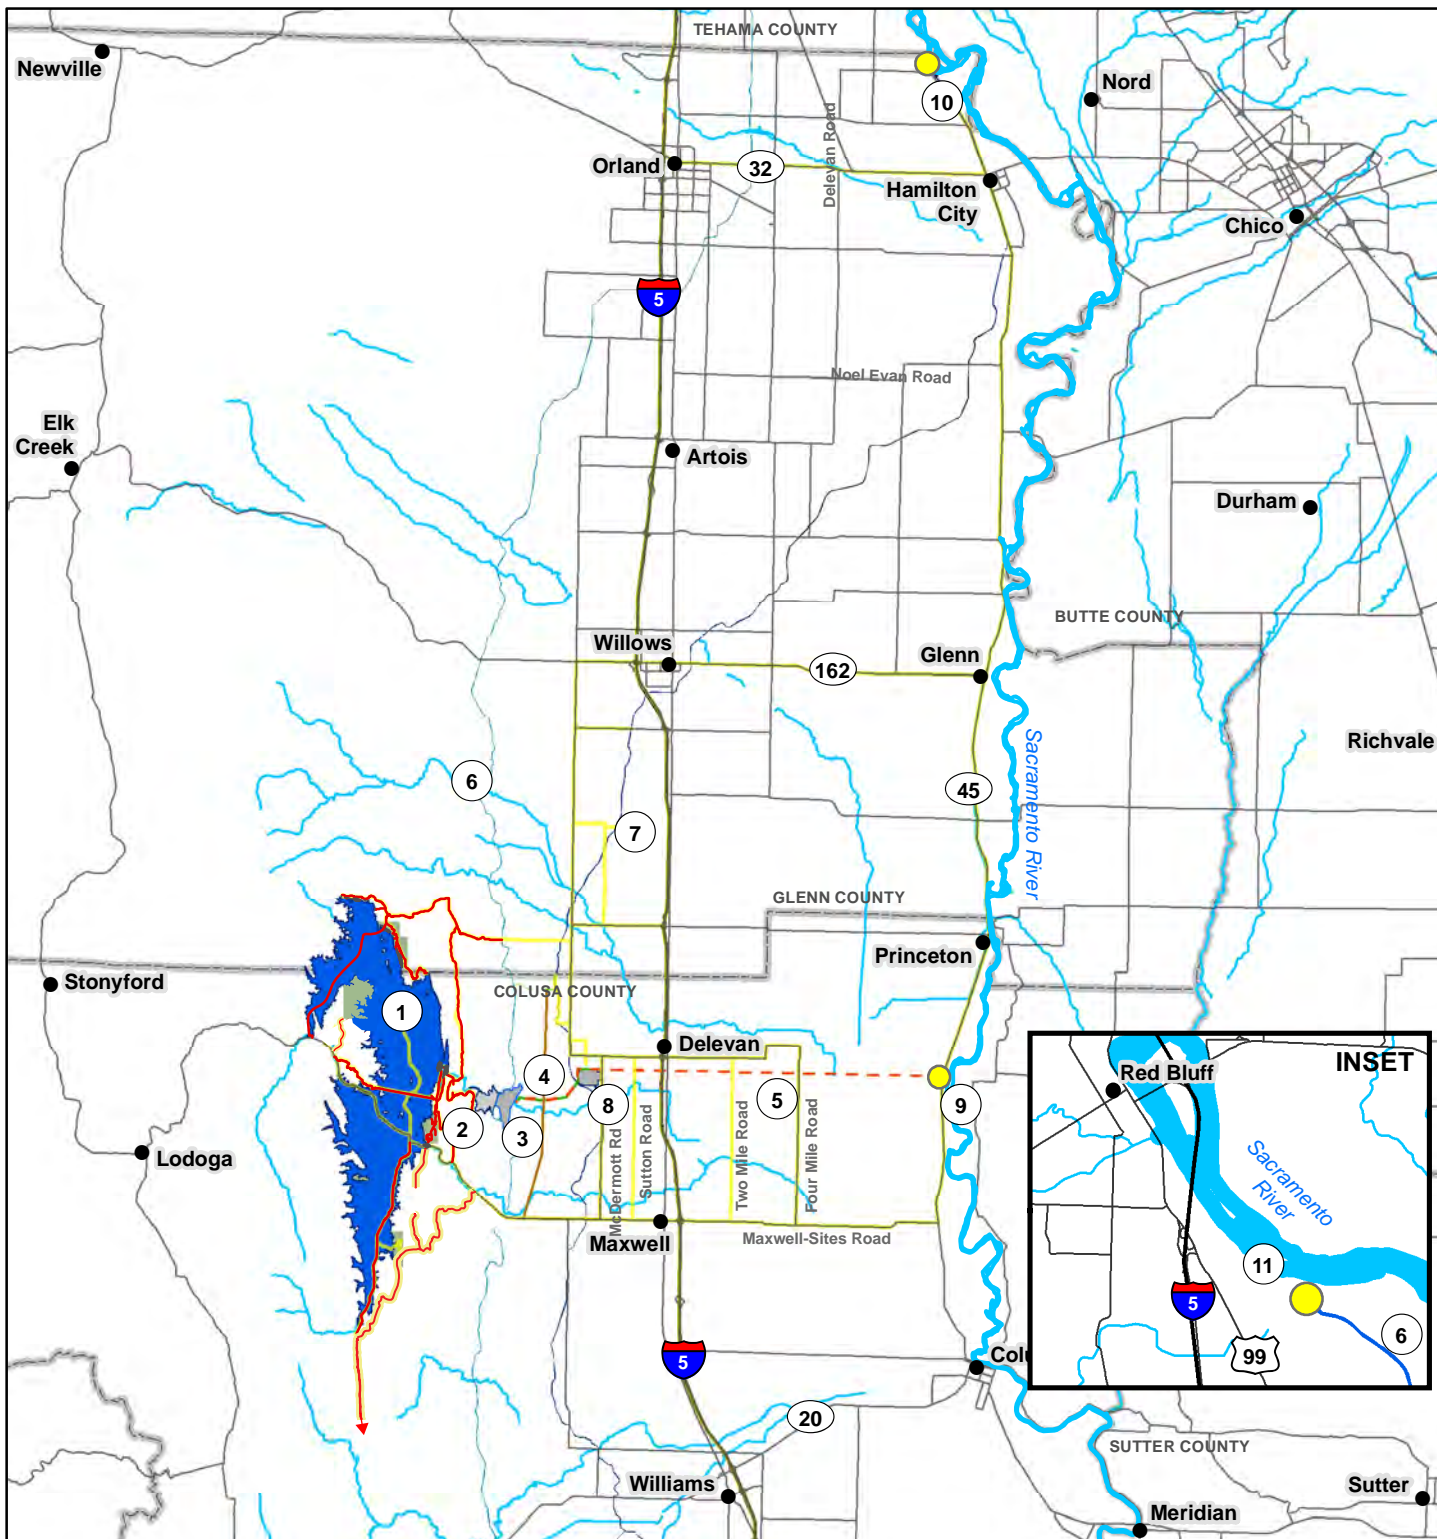 TEHAMA COUNTY
Newville
10
Nord
Delevan Road
Orland
32
Hamilton
City
Chico
5
Noel Evan Road
Elk
Creek
Artois
Durham
BUTTE COUNTY
Willows
162
Glenn
Sacramento River
Richvale
6
45
7
GLENN COUNTY
Princeton
Stonyford
COLUSA COUNTY
1
Delevan
4
8
5
9
2
3
McDermott Rd
Sutton Road
Two Mile Road
Four Mile Road
Lodoga
Maxwell
Maxwell-Sites Road
INSET
Red Bluff
Sacramento
River
11
5
6
99
5
20
SUTTER COUNTY
Williams
Sutter
Meridian